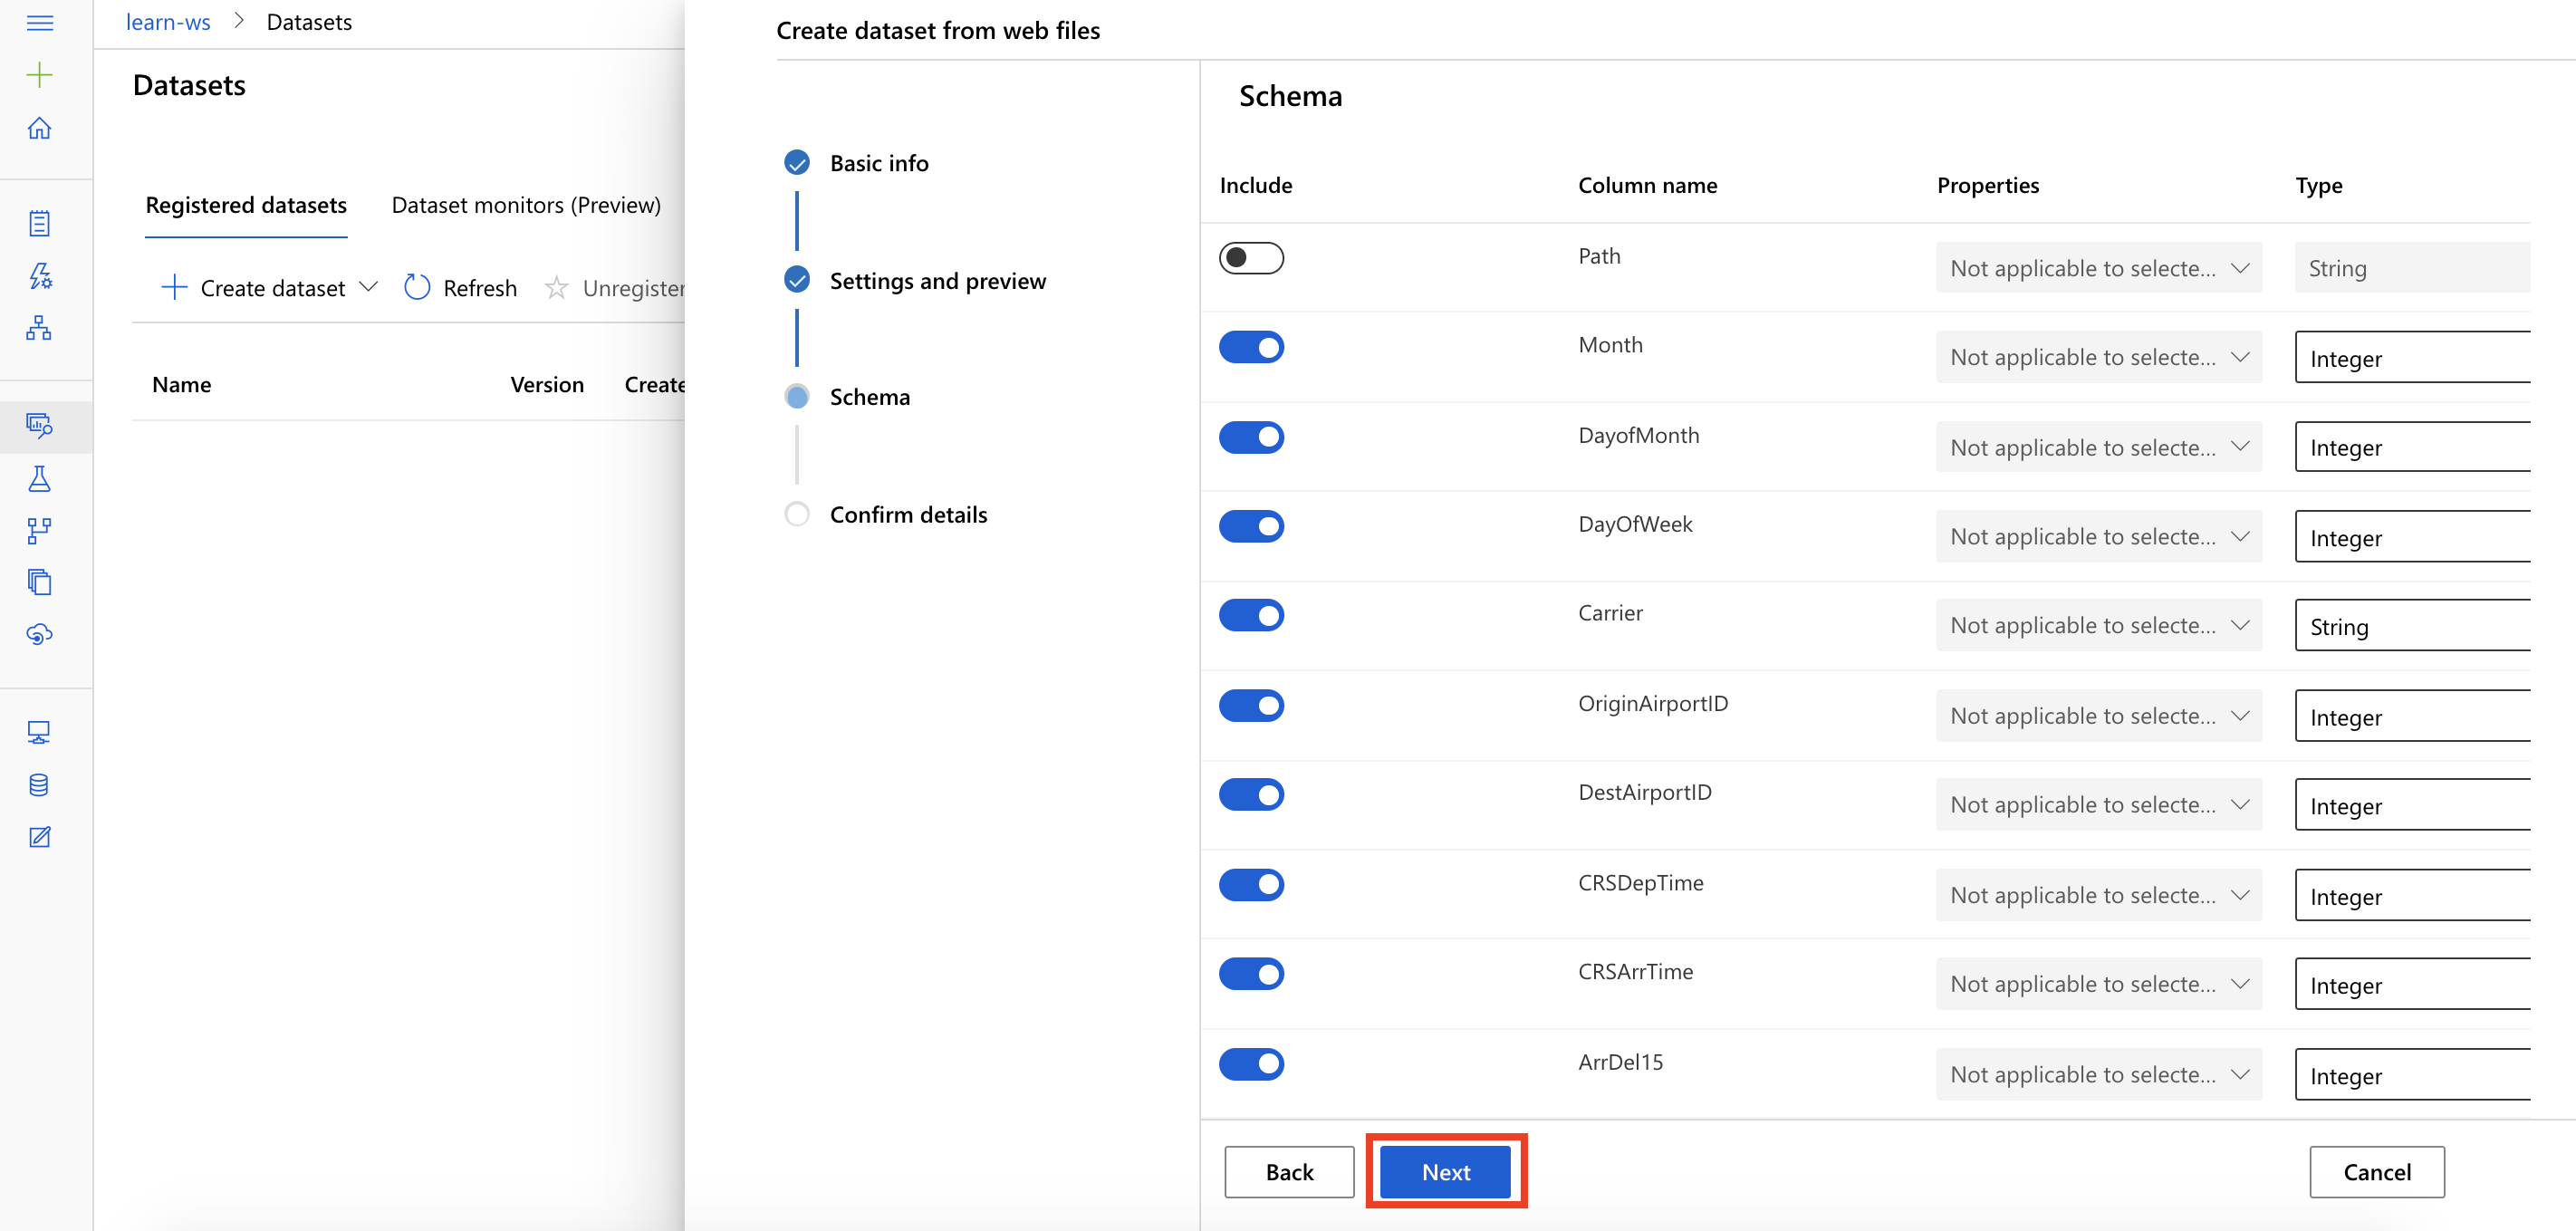 learn-ws > Datasets
Datasets
Registered datasets
Dataset monitors (Preview)
Create dataset
Refresh
Unregister
Name
Version
Create
Create dataset from web files
Basic info
Settings and preview
Schema
Confirm details
Schema
Include
Column name
Properties
Type
Path
Not applicable to selecte...
String
Month
Not applicable to selecte...
Integer
DayofMonth
Not applicable to selecte...
Integer
DayOfWeek
Not applicable to selecte...
Integer
Carrier
Not applicable to selecte...
String
OriginAirportID
Not applicable to selecte...
Integer
DestAirportID
Not applicable to selecte...
Integer
CRSDepTime
Not applicable to selecte...
Integer
CRSArrTime
Not applicable to selecte...
Integer
ArrDel15
Not applicable to selecte...
Integer
Back
Next
Cancel